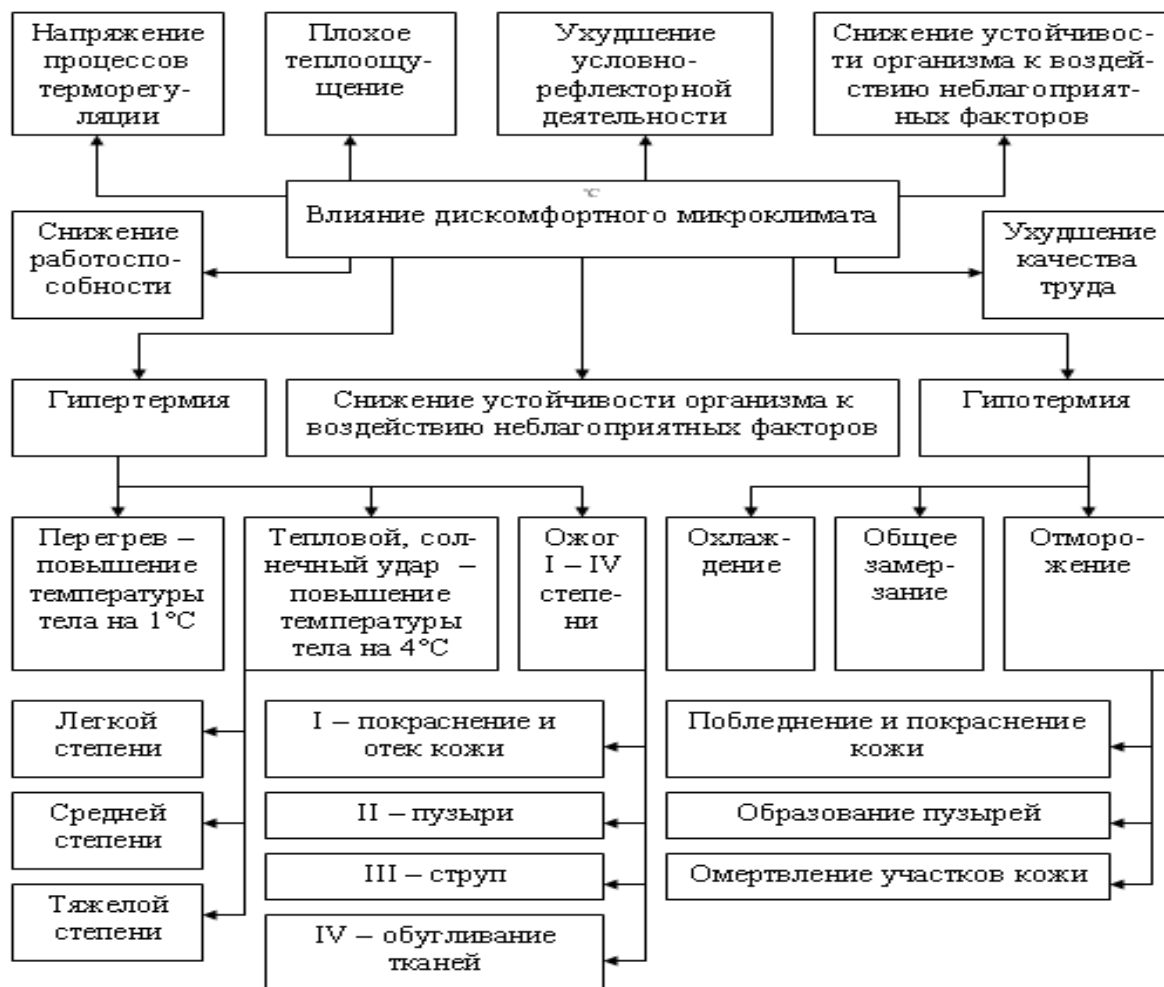 Напряжение
процессов
терморегу-
ляции
Плохое
теплоощу-
щение
Ухудшение
условно-
рефлекторной
деятельности
Снижение устойчивос-
ти организма к воздей-
ствию неблагоприят-
ных факторов
°С
Влияние дискомфортного микроклимата
Снижение
работоспо-
собности
Ухудшение
качества
труда
Гипертермия
Снижение устойчивости организма к
воздействию неблагоприятных факторов
Гипотермия
Перегрев –
повышение
температуры
тела на 1°С
Тепловой, сол-
нечный удар –
повышение
температуры
тела на 4°С
Ожог
I – IV
степе-
ни
Охлаж-
дение
Общее
замер-
зание
Отморо-
жение
Легкой
степени
Средней
степени
Тяжелой
степени
I – покраснение и
отек кожи
II – пузыри
III – струп
IV – обугливание
тканей
Побледнение и покраснение
кожи
Образование пузырей
Омертвление участков кожи